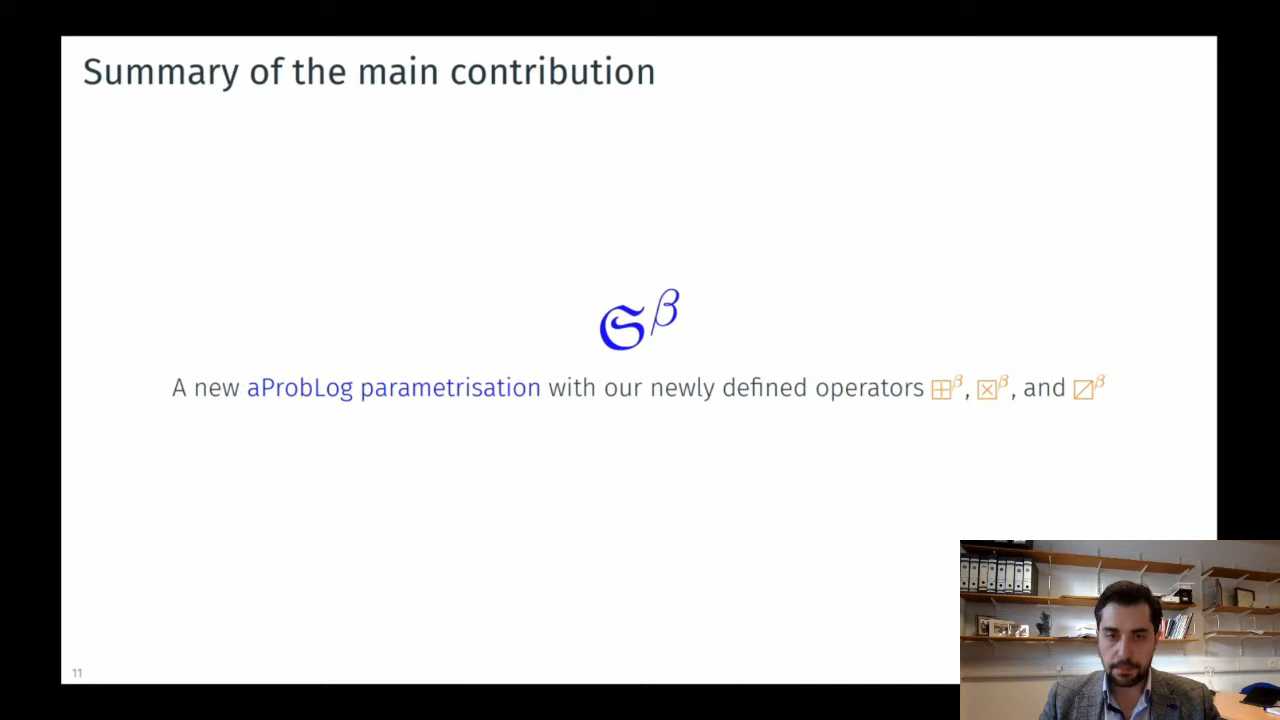 Summary of the main contribution
𝔖^β
A new aProbLog parametrisation with our newly defined operators ⊞^β, ⊠^β, and ⧄^β
11